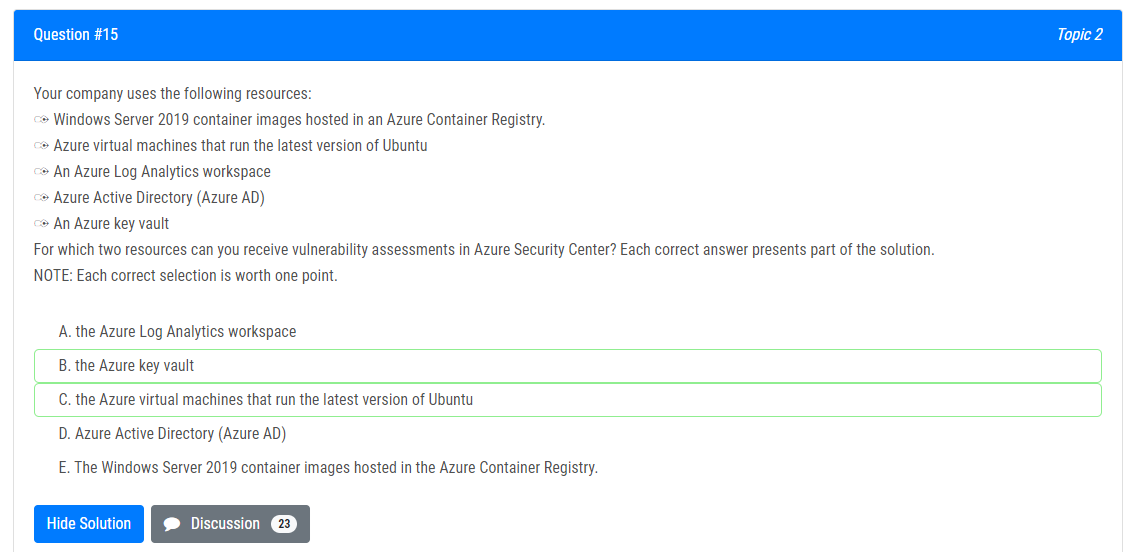 Question #15
Topic 2
Your company uses the following resources:
Windows Server 2019 container images hosted in an Azure Container Registry.
Azure virtual machines that run the latest version of Ubuntu
An Azure Log Analytics workspace
Azure Active Directory (Azure AD)
An Azure key vault
For which two resources can you receive vulnerability assessments in Azure Security Center? Each correct answer presents part of the solution.
NOTE: Each correct selection is worth one point.
A. the Azure Log Analytics workspace
B. the Azure key vault
C. the Azure virtual machines that run the latest version of Ubuntu
D. Azure Active Directory (Azure AD)
E. The Windows Server 2019 container images hosted in the Azure Container Registry.
Hide Solution
Discussion 23